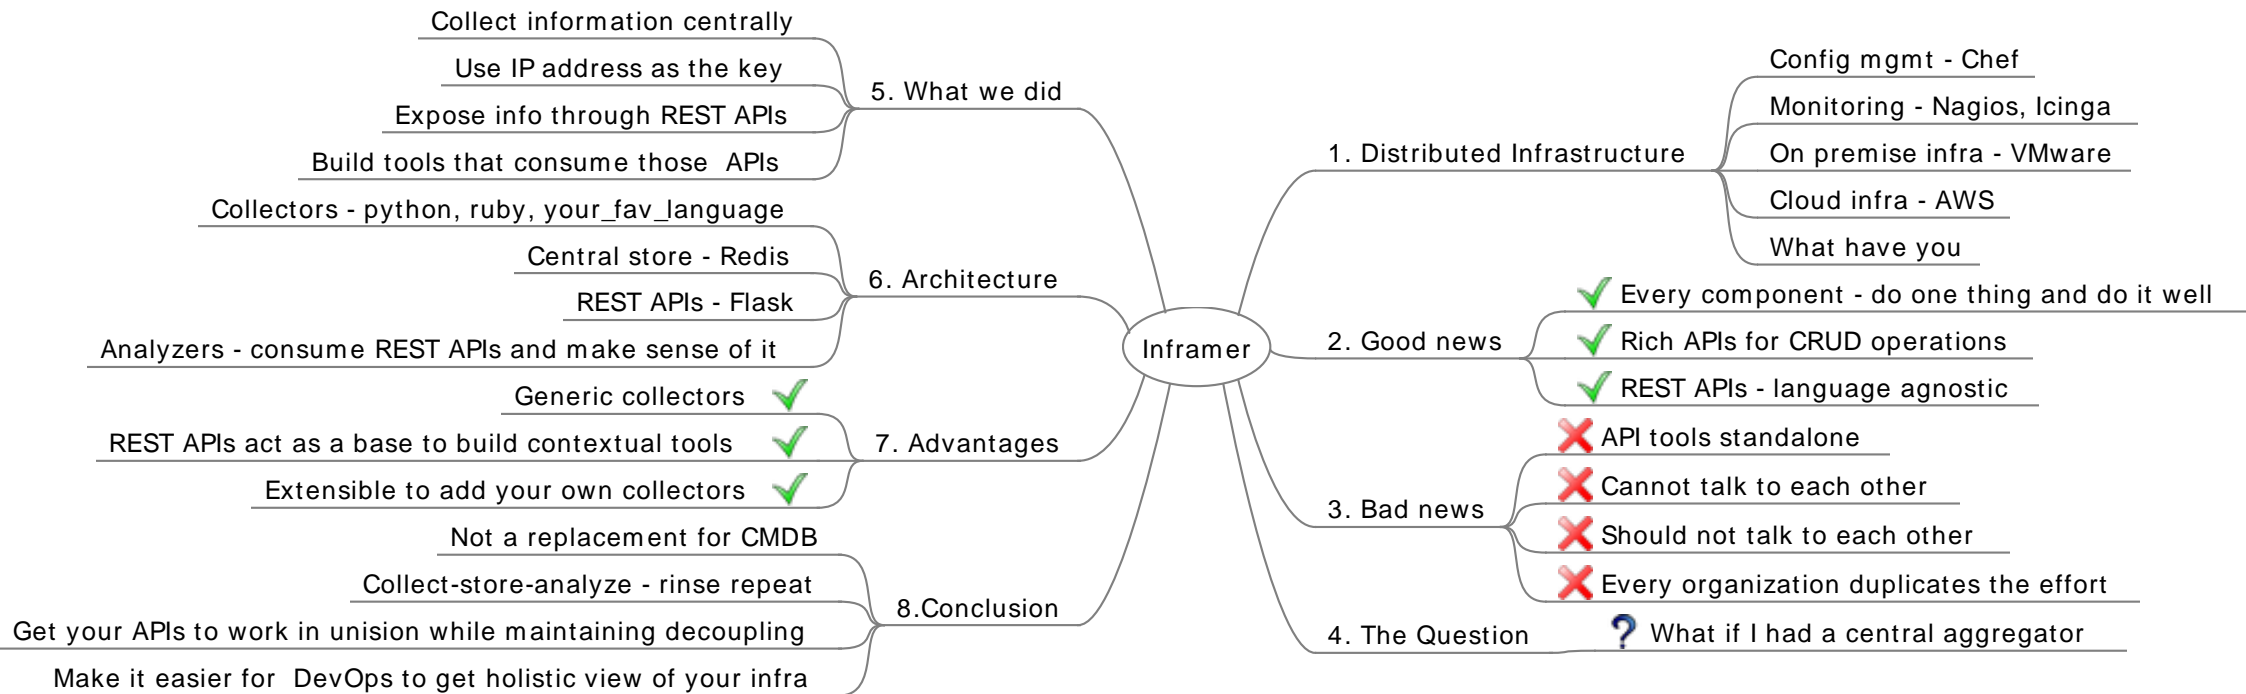 Inframer
1. Distributed Infrastructure
Config mgmt - Chef
Monitoring - Nagios, Icinga
On premise infra - VMware
Cloud infra - AWS
What have you
2. Good news
Every component - do one thing and do it well
Rich APIs for CRUD operations
REST APIs - language agnostic
3. Bad news
API tools standalone
Cannot talk to each other
Should not talk to each other
Every organization duplicates the effort
4. The Question
What if I had a central aggregator
5. What we did
Collect information centrally
Use IP address as the key
Expose info through REST APIs
Build tools that consume those  APIs
6. Architecture
Collectors - python, ruby, your_fav_language
Central store - Redis
REST APIs - Flask
Analyzers - consume REST APIs and make sense of it
7. Advantages
Generic collectors
REST APIs act as a base to build contextual tools
Extensible to add your own collectors
8.Conclusion
Not a replacement for CMDB
Collect-store-analyze - rinse repeat
Get your APIs to work in unision while maintaining decoupling
Make it easier for  DevOps to get holistic view of your infra